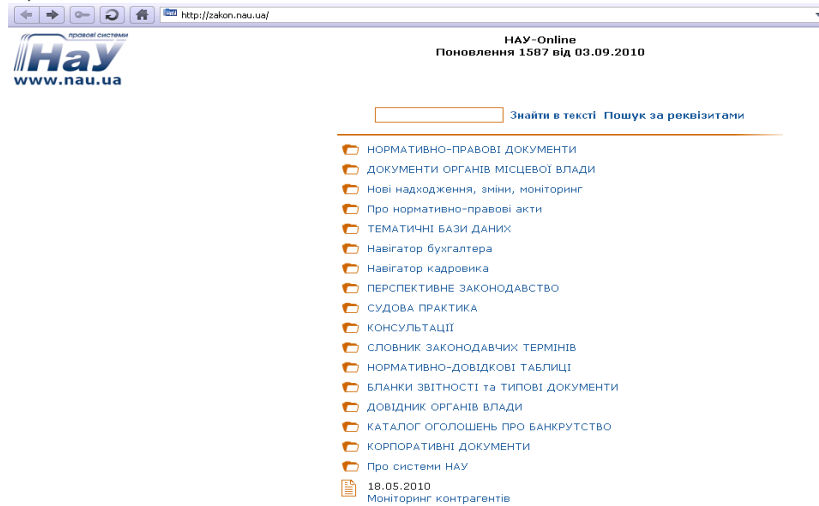 http://zakon.nau.ua/
правові системи
НаУ
www.nau.ua
НАУ-Online
Поновлення 1587 від 03.09.2010
Знайти в тексті Пошук за реквізитами
НОРМАТИВНО-ПРАВОВІ ДОКУМЕНТИ
ДОКУМЕНТИ ОРГАНІВ МІСЦЕВОЇ ВЛАДИ
Нові надходження, зміни, моніторинг
Про нормативно-правові акти
ТЕМАТИЧНІ БАЗИ ДАНИХ
Навігатор бухгалтера
Навігатор кадровика
ПЕРСПЕКТИВНЕ ЗАКОНОДАВСТВО
СУДОВА ПРАКТИКА
КОНСУЛЬТАЦІЇ
СЛОВНИК ЗАКОНОДАВЧИХ ТЕРМІНІВ
НОРМАТИВНО-ДОВІДКОВІ ТАБЛИЦІ
БЛАНКИ ЗВІТНОСТІ та ТИПОВІ ДОКУМЕНТИ
ДОВІДНИК ОРГАНІВ ВЛАДИ
КАТАЛОГ ОГОЛОШЕНЬ ПРО БАНКРУТСТВО
КОРПОРАТИВНІ ДОКУМЕНТИ
Про системи НАУ
18.05.2010
Моніторинг контрагентів